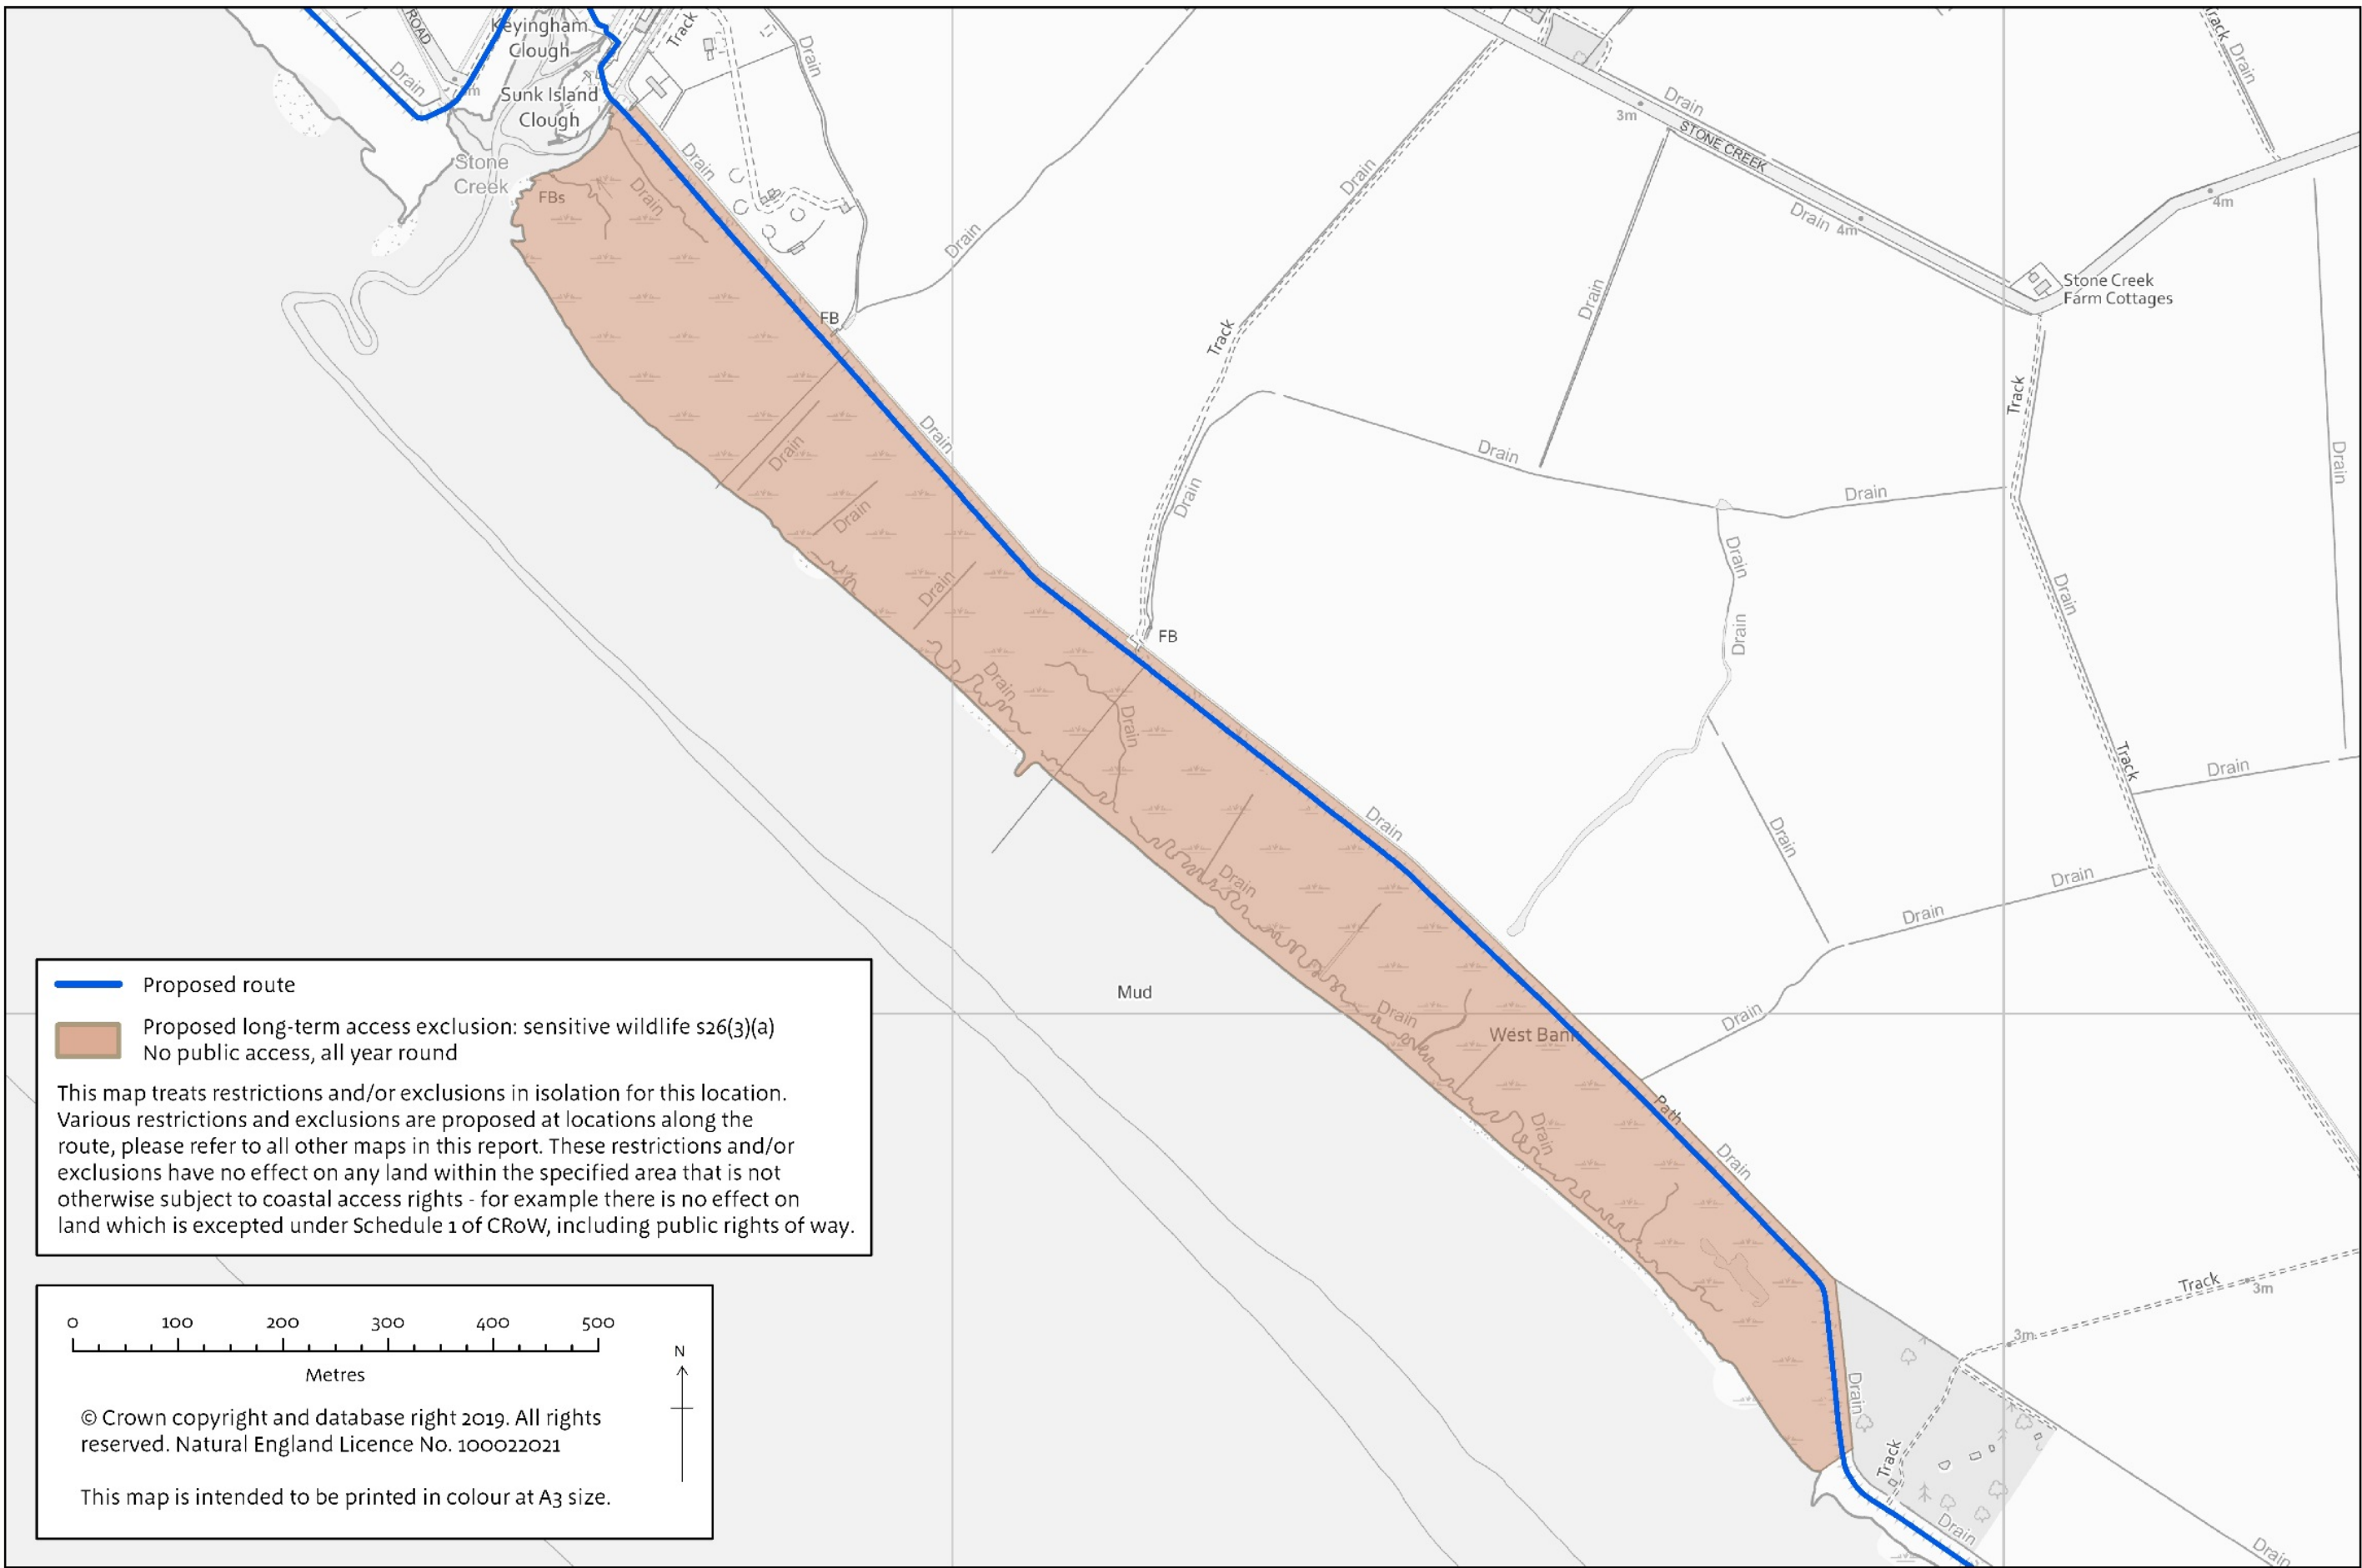 ROAD
Keyingham
Clough
Track
Drain
Drain
Sunk Island
Clough
Stone
Creek
FBs
Drain
Drain
Drain
FB
Drain
Drain
3m
STONE CREEK
Drain
4m
Track
Drain
4m
Stone Creek
Farm Cottages
Track
Drain
Track
Drain
Drain
Drain
Drain
Drain
Drain
Drain
Drain
Drain
Drain
FB
Drain
Drain
Drain
Drain
Drain
Track
Drain
Drain
Drain
Drain
Drain
Drain
Mud
Drain
West Bank
Drain
Path
Drain
Drain
Track
3m
3m
Drain
Track
Drain
Drain
Proposed route
Proposed long-term access exclusion: sensitive wildlife s26(3)(a)
No public access, all year round
This map treats restrictions and/or exclusions in isolation for this location.
Various restrictions and exclusions are proposed at locations along the
route, please refer to all other maps in this report. These restrictions and/or
exclusions have no effect on any land within the specified area that is not
otherwise subject to coastal access rights - for example there is no effect on
land which is excepted under Schedule 1 of CRoW, including public rights of way.
0 100 200 300 400 500
Metres
N
© Crown copyright and database right 2019. All rights
reserved. Natural England Licence No. 100022021
This map is intended to be printed in colour at A3 size.